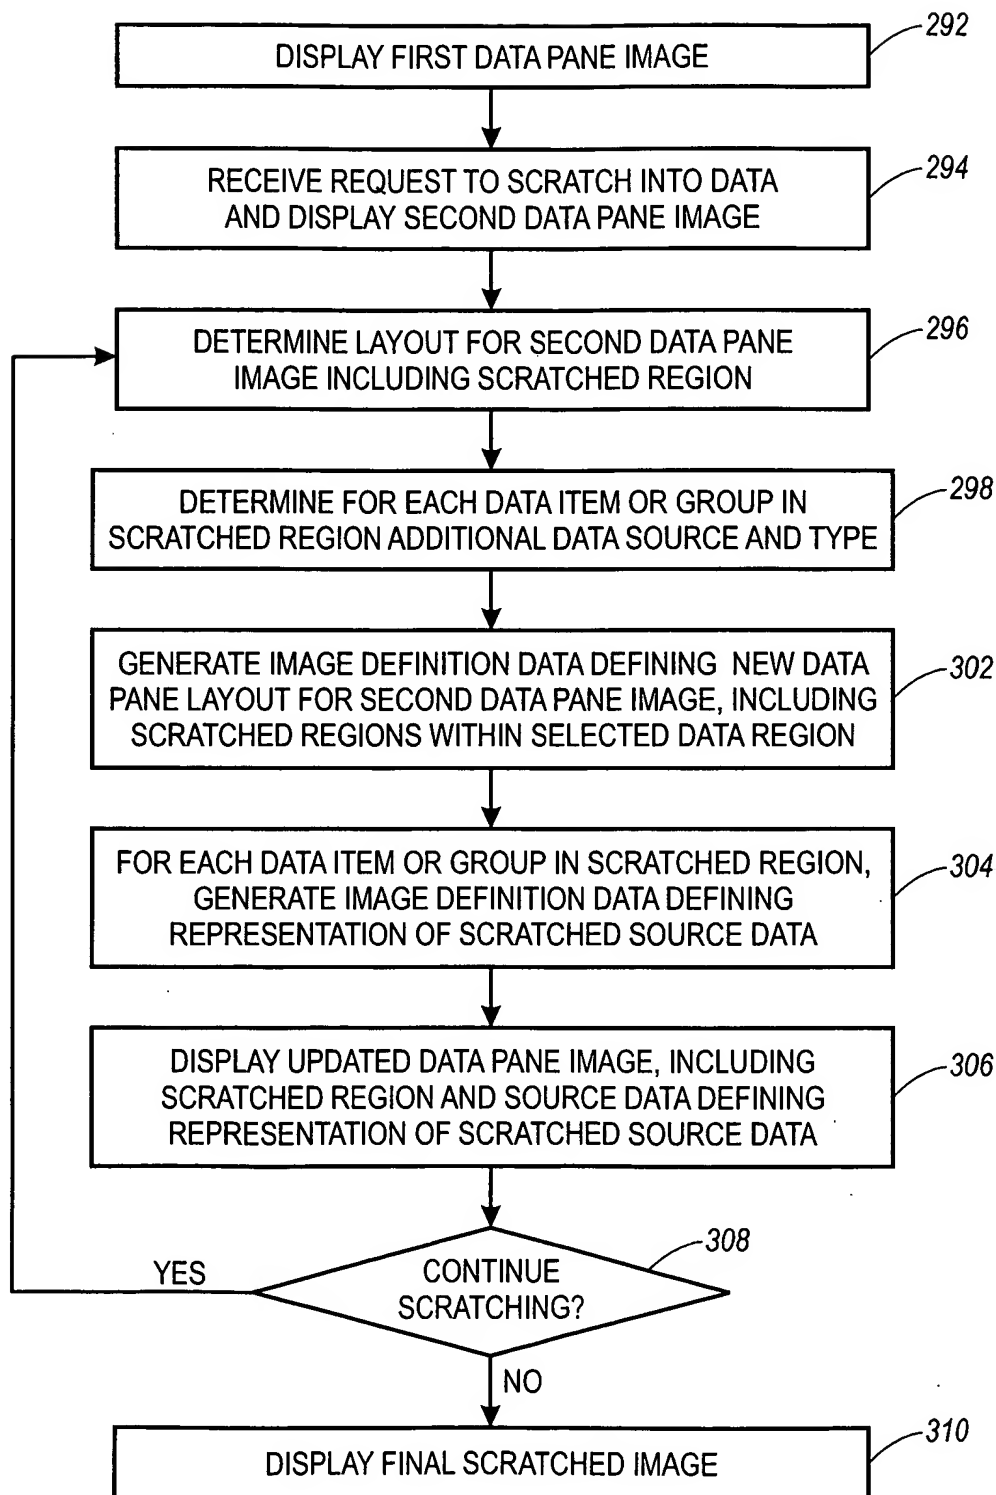 292
DISPLAY FIRST DATA PANE IMAGE
294
RECEIVE REQUEST TO SCRATCH INTO DATA
AND DISPLAY SECOND DATA PANE IMAGE
296
DETERMINE LAYOUT FOR SECOND DATA PANE
IMAGE INCLUDING SCRATCHED REGION
298
DETERMINE FOR EACH DATA ITEM OR GROUP IN
SCRATCHED REGION ADDITIONAL DATA SOURCE AND TYPE
302
GENERATE IMAGE DEFINITION DATA DEFINING NEW DATA
PANE LAYOUT FOR SECOND DATA PANE IMAGE, INCLUDING
SCRATCHED REGIONS WITHIN SELECTED DATA REGION
304
FOR EACH DATA ITEM OR GROUP IN SCRATCHED REGION,
GENERATE IMAGE DEFINITION DATA DEFINING
REPRESENTATION OF SCRATCHED SOURCE DATA
306
DISPLAY UPDATED DATA PANE IMAGE, INCLUDING
SCRATCHED REGION AND SOURCE DATA DEFINING
REPRESENTATION OF SCRATCHED SOURCE DATA
308
YES
CONTINUE
SCRATCHING?
NO
310
DISPLAY FINAL SCRATCHED IMAGE